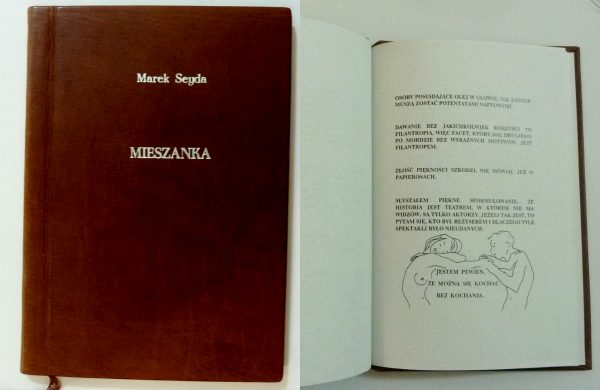 Marek Seyda
MIESZANKA
OSOBY POSIADAJĄCE OLEJ W GŁOWIE, NIE ZAWSZE
MUSZĄ ZOSTAĆ POTENTATAMI NAFTOWYMI.
DAWANIE BEZ JAKICHKOLWIEK KORZYŚCI TO
FILANTROPIA, WIĘC FACET, KTÓRY DAŁ DRUGIEMU
PO MORDZIE BEZ WYRAŹNYCH MOTYWÓW, JEST
FILANTROPEM.
ZŁOŚĆ PIĘKNOŚCI SZKODZI, NIE MÓWIĄC JUŻ O
PAPIEROSACH.
SŁYSZAŁEM PIĘKNE SFORMUŁOWANIE, ŻE
HISTORIA JEST TEATREM, W KTÓRYM NIE MA
WIDZÓW, SĄ TYLKO AKTORZY. JEŻELI TAK JEST, TO
PYTAM SIĘ, KTO BYŁ REŻYSEREM I DLACZEGO TYLE
SPEKTAKLI BYŁO NIEUDANYCH.
JESTEM PEWIEN,
ŻE MOŻNA SIĘ KOCHAĆ
BEZ KOCHANIA.